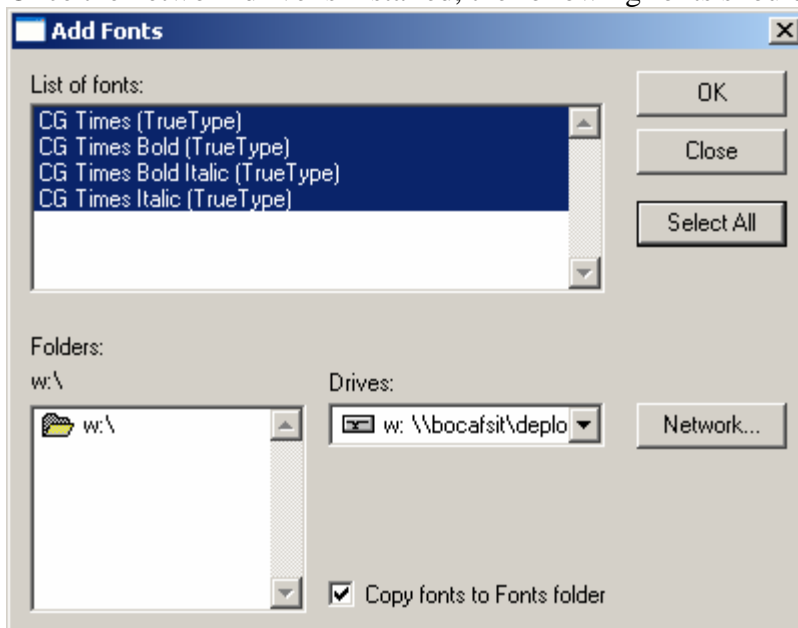 Add Fonts
List of fonts:
CG Times (TrueType)
CG Times Bold (TrueType)
CG Times Bold Italic (TrueType)
CG Times Italic (TrueType)
OK
Close
Select All
Folders:
w:\
w:\
Drives:
w: \\bocafsit\deplo
Network...
Copy fonts to Fonts folder